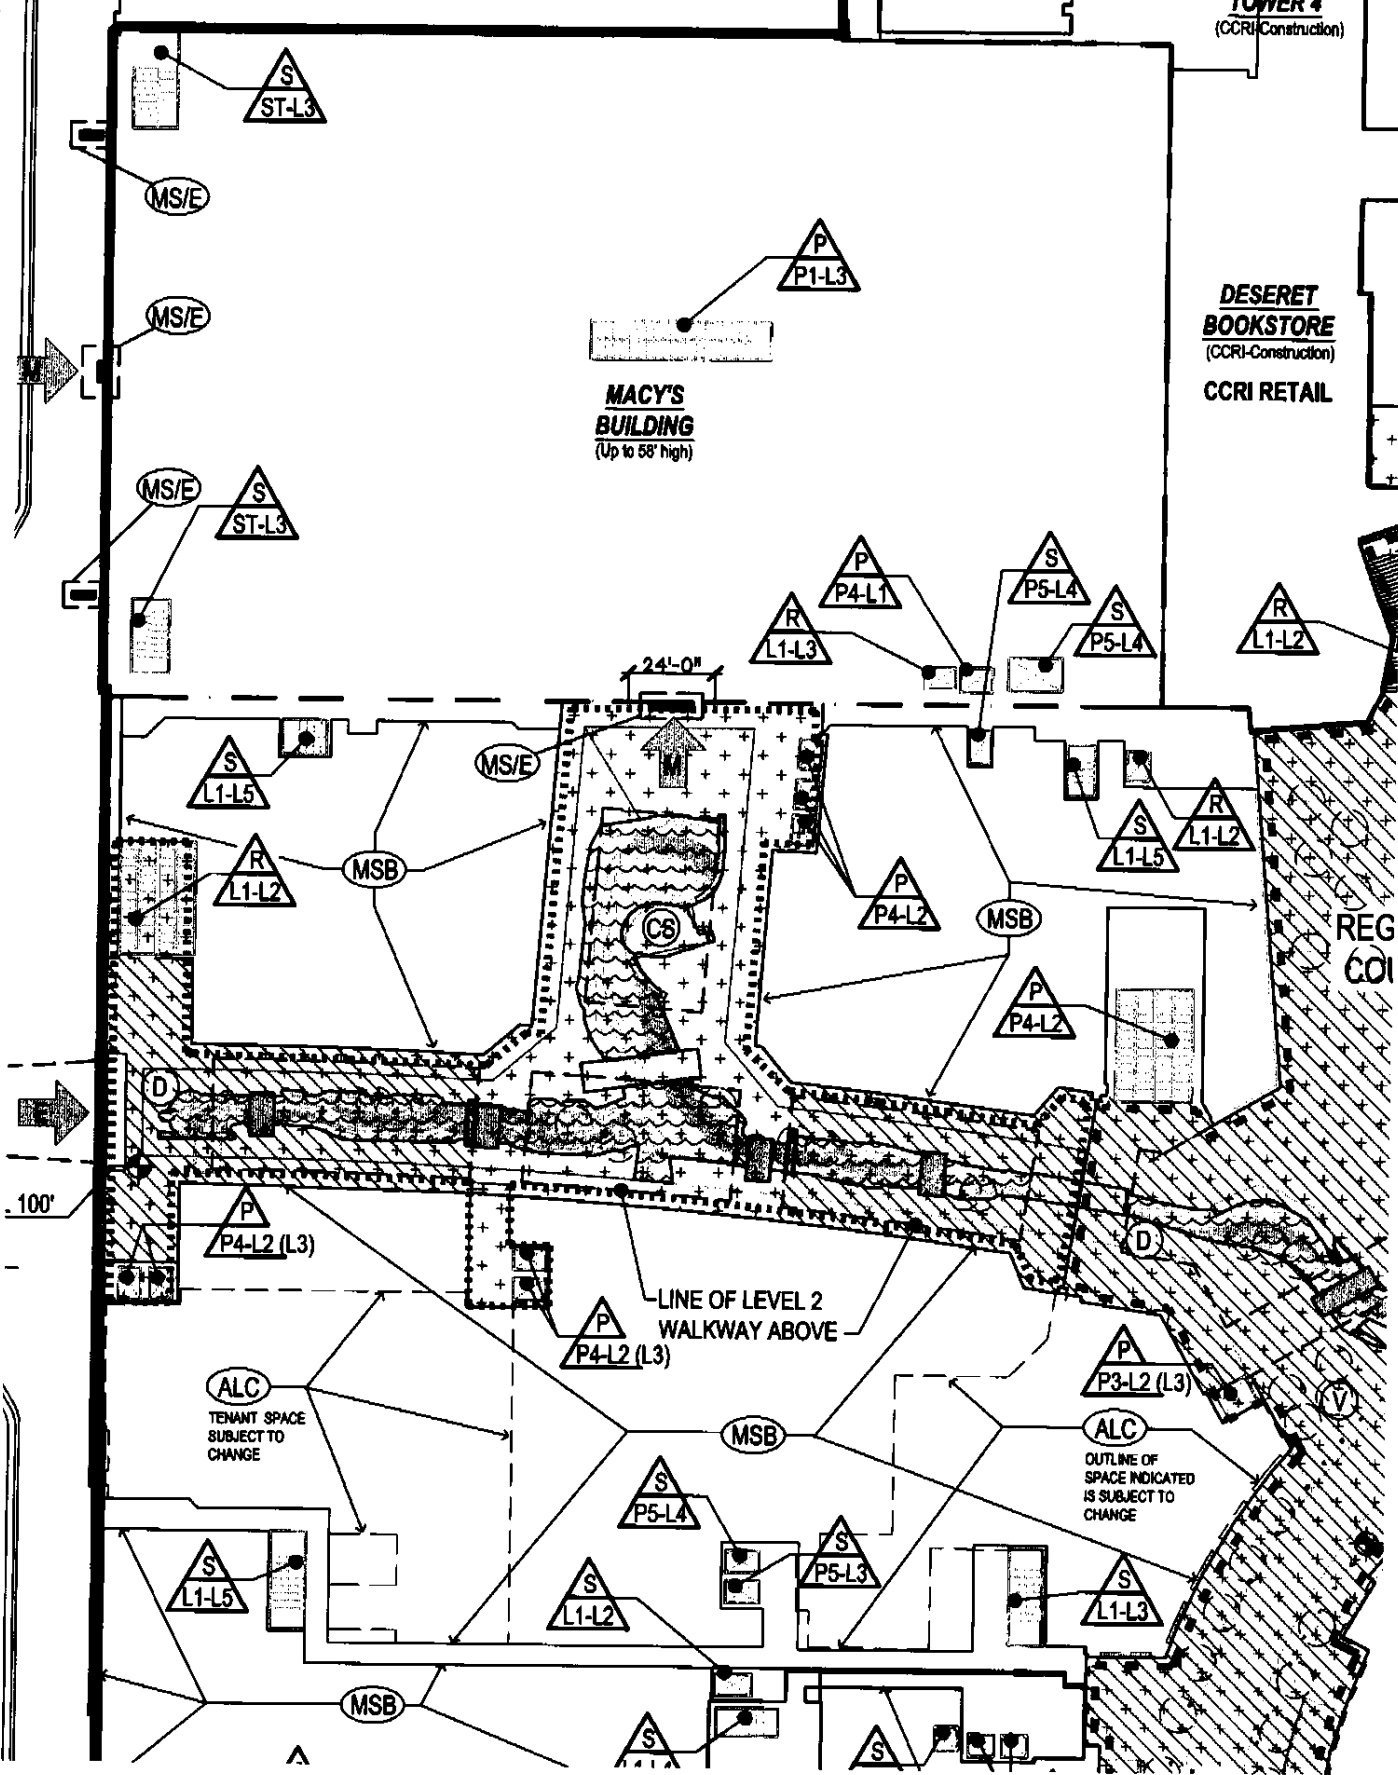 TOWER 4
(CCRI-Construction)
S
ST-L3
MS/E
P
P1-L3
MS/E
M
DESERET
BOOKSTORE
(CCRI-Construction)
CCRI RETAIL
MACY'S
BUILDING
(Up to 58' high)
MS/E
S
ST-L3
P
P4-L1
S
P5-L4
R
L1-L3
S
P5-L4
R
L1-L2
24'-0"
MS/E
M
S
L1-L5
R
L1-L2
MSB
S
L1-L5
R
L1-L2
P
P4-L2
MSB
CS
REG
COU
P
P4-L2
D
E
100'
P
P4-L2 (L3)
D
LINE OF LEVEL 2
WALKWAY ABOVE
P
P4-L2 (L3)
P
P3-L2 (L3)
V
ALC
TENANT SPACE
SUBJECT TO
CHANGE
MSB
ALC
OUTLINE OF
SPACE INDICATED
IS SUBJECT TO
CHANGE
S
P5-L4
S
P5-L3
S
L1-L5
S
L1-L2
S
L1-L3
MSB
S
S